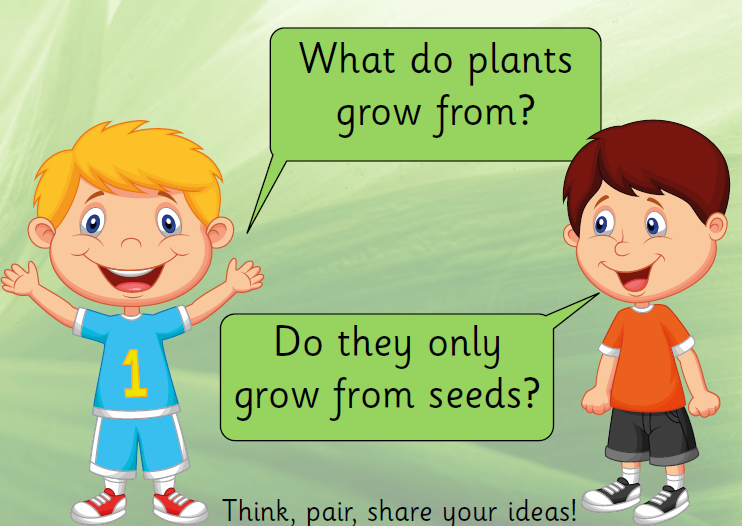 What do plants
grow from?
Do they only
grow from seeds?
1
Think, pair, share your ideas!